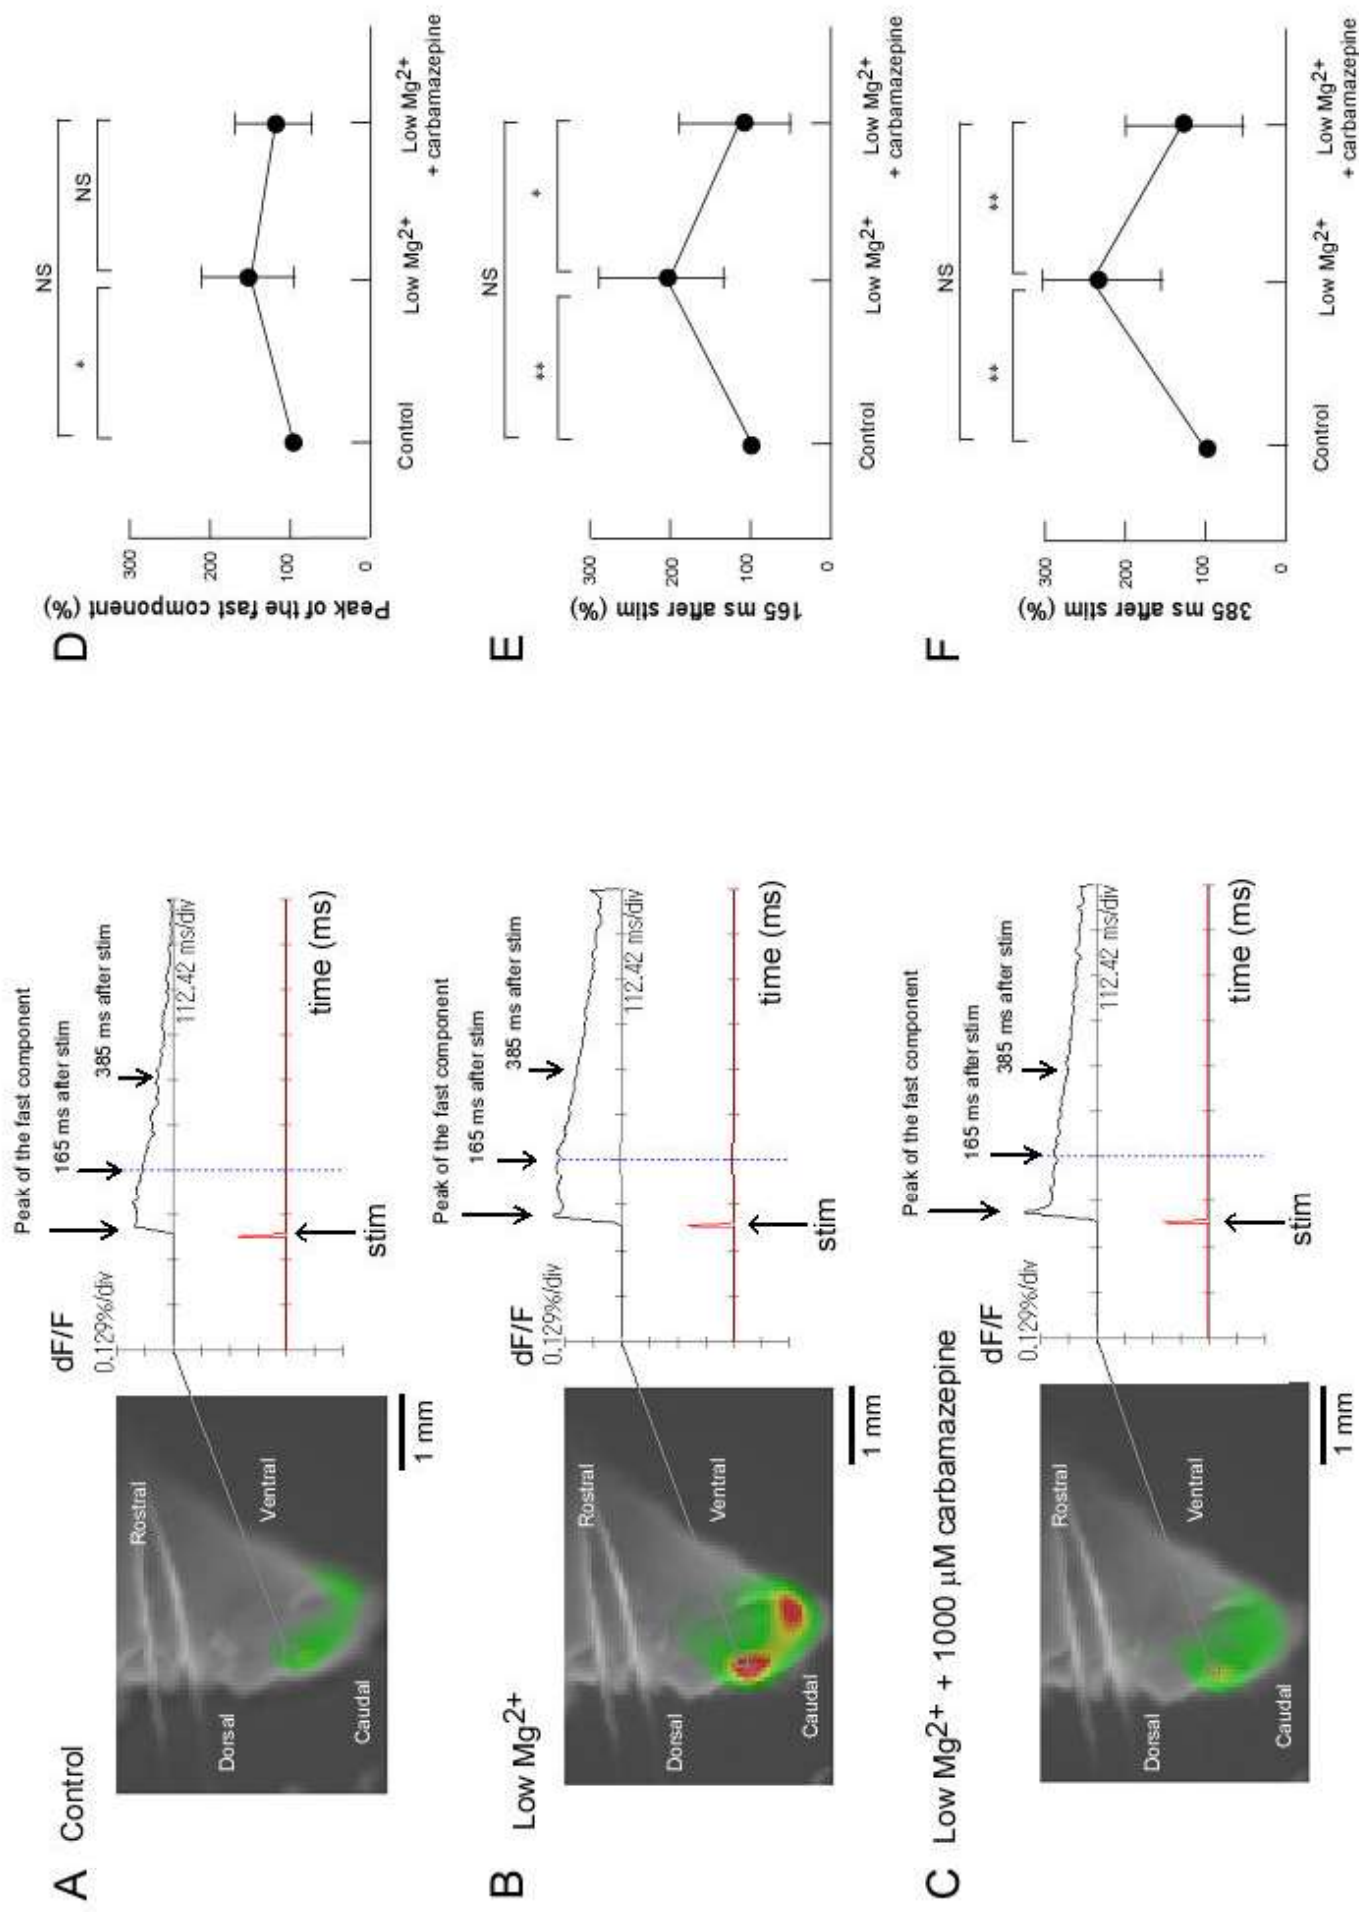 A Control
Rostral
Dorsal
Ventral
Caudal
1 mm
dF/F
0.129%/div
Peak of the fast component
165 ms after stim
385 ms after stim
112.42 ms/div
stim
time (ms)
B
Low Mg2+
Rostral
Dorsal
Ventral
Caudal
1 mm
dF/F
0.129%/div
Peak of the fast component
165 ms after stim
385 ms after stim
112.42 ms/div
stim
time (ms)
C Low Mg2+ + 1000 μM carbamazepine
Rostral
Dorsal
Ventral
Caudal
1 mm
dF/F
0.129%/div
Peak of the fast component
165 ms after stim
385 ms after stim
112.42 ms/div
stim
time (ms)
D
Peak of the fast component (%)
300
200
100
0
NS
*
NS
Control
Low Mg2+
Low Mg2+
+ carbamazepine
E
165 ms after stim (%)
300
200
100
0
NS
**
*
Control
Low Mg2+
Low Mg2+
+ carbamazepine
F
385 ms after stim (%)
300
200
100
0
NS
**
**
Control
Low Mg2+
Low Mg2+
+ carbamazepine